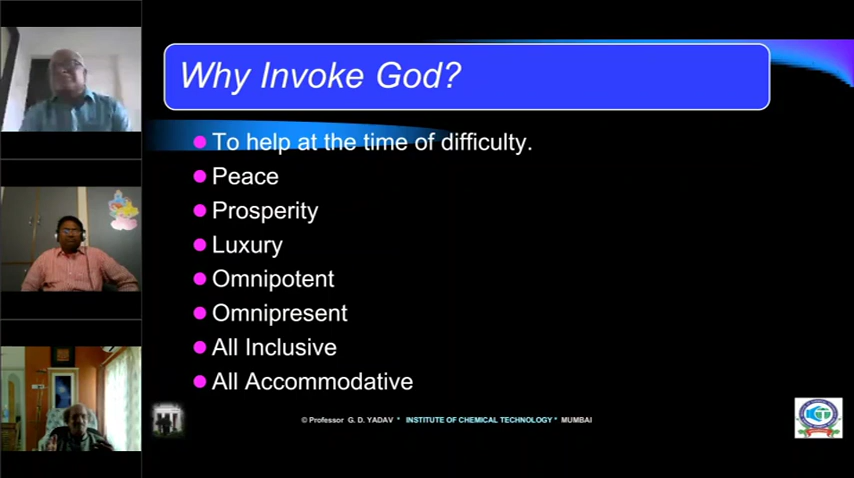 Why Invoke God?
To help at the time of difficulty.
Peace
Prosperity
Luxury
Omnipotent
Omnipresent
All Inclusive
All Accommodative
© Professor G. D. YADAV * INSTITUTE OF CHEMICAL TECHNOLOGY * MUMBAI